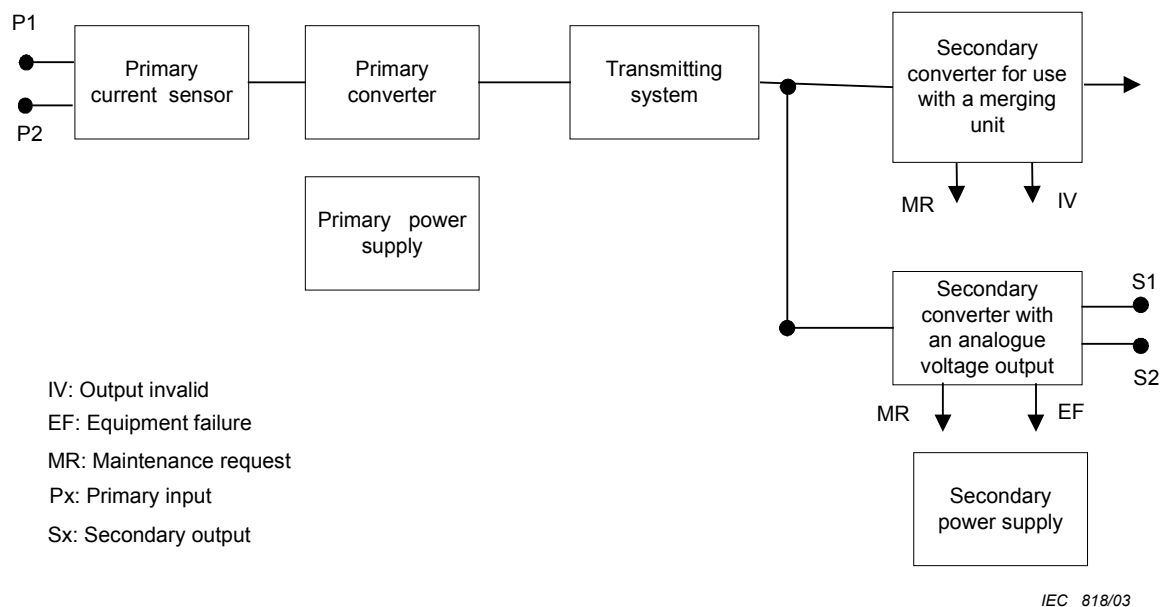 P1
P2
Primary
current sensor
Primary
converter
Transmitting
system
Secondary
converter for use
with a merging
unit
MR
IV
Primary power
supply
Secondary
converter with
an analogue
voltage output
S1
S2
MR
EF
Secondary
power supply
IV: Output invalid
EF: Equipment failure
MR: Maintenance request
Px: Primary input
Sx: Secondary output
IEC 818/03